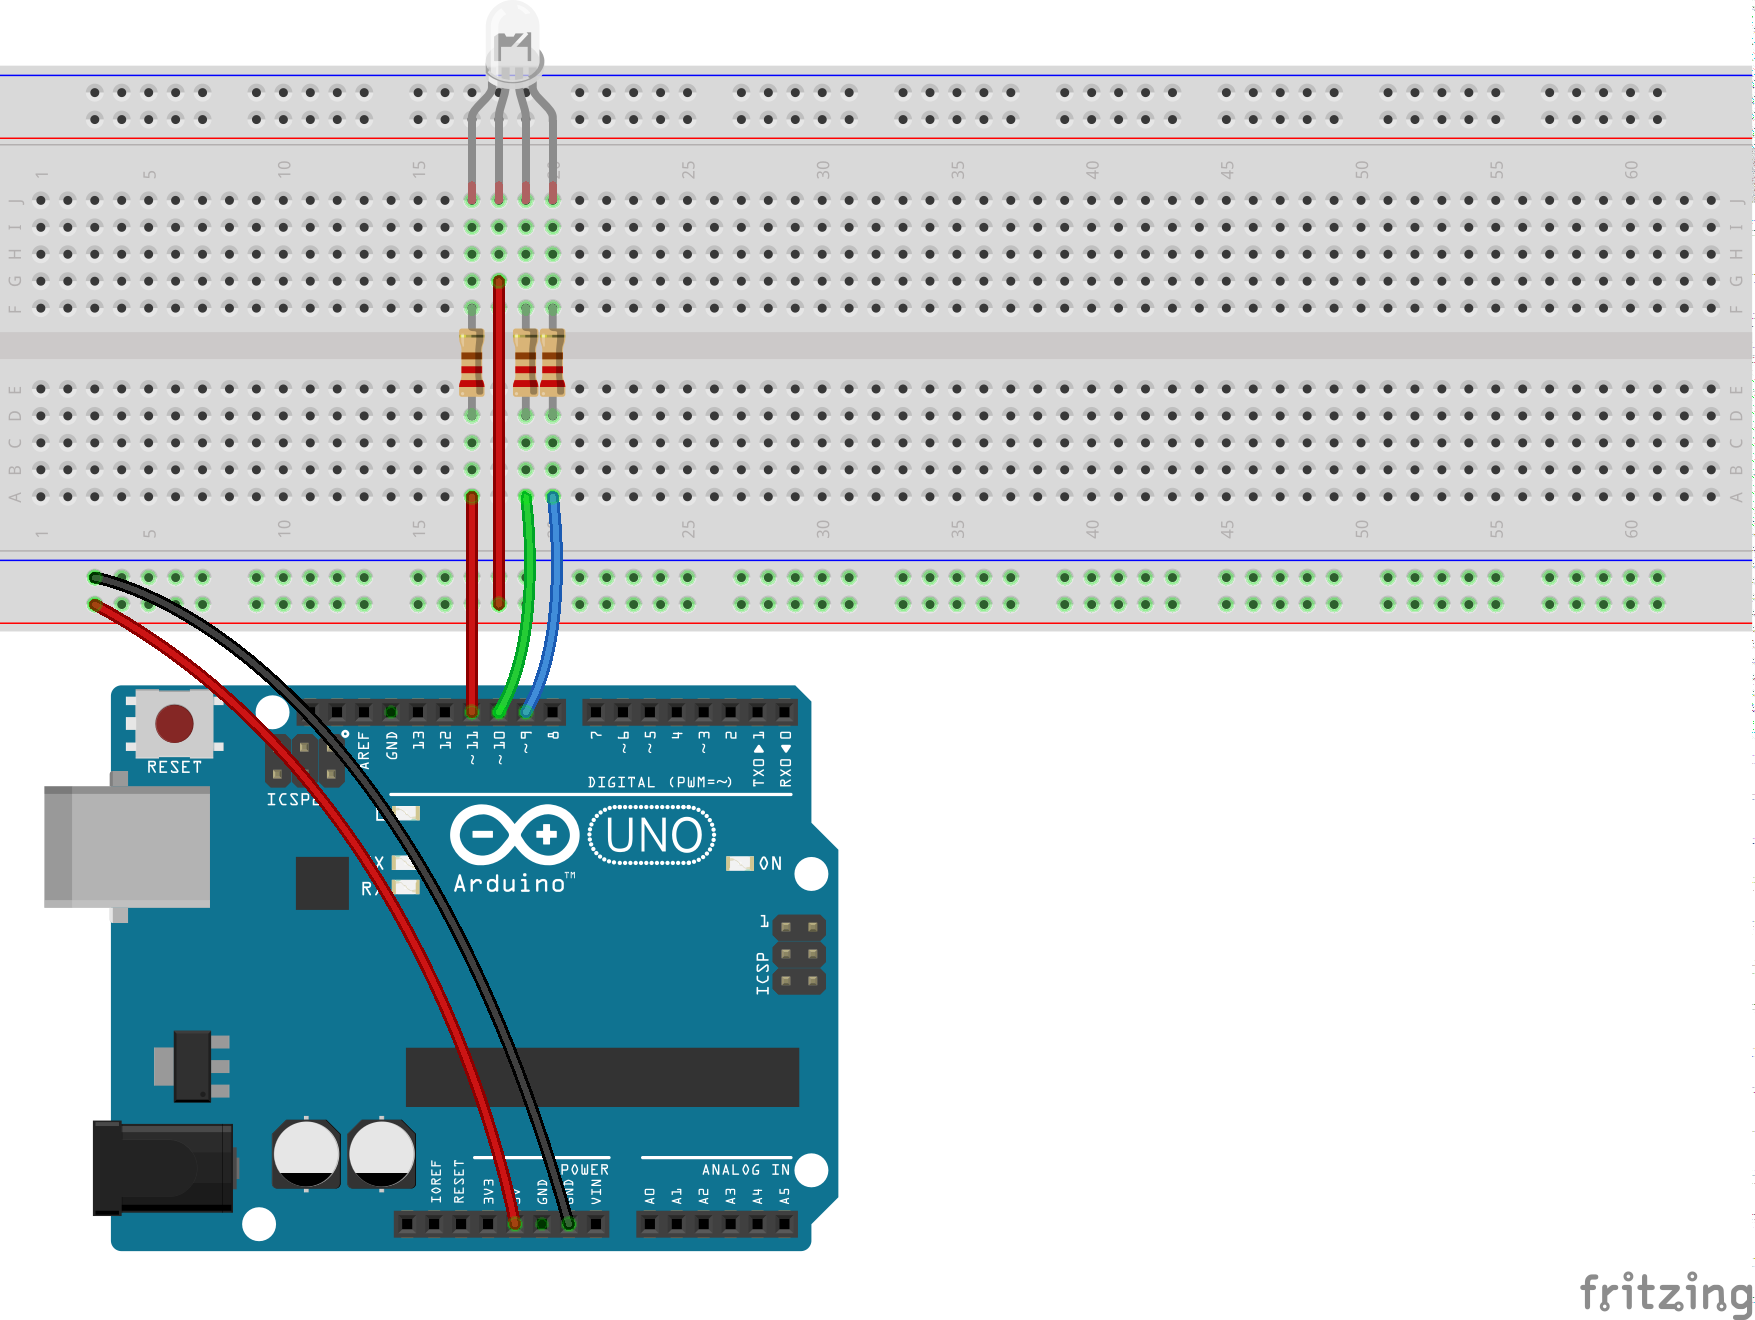 1 5 10 15 20 25 30 35 40 45 50 55 60
J J
I I
H H
G G
F F
E E
D D
C C
B B
A A
1 5 10 15 25 30 35 40 45 50 55 60
AREF GND 13 12 ~11 ~10 ~9 8 7 ~6 ~5 4 ~3 2 TXO 1 RXO 0
RESET
DIGITAL (PWM=~)
ICSP
L
UNO
X ON
Arduino™
RX
1
ICSP
POWER ANALOG IN
IOREF RESET 3V3 5V GND GND VIN A0 A1 A2 A3 A4 A5
fritzing